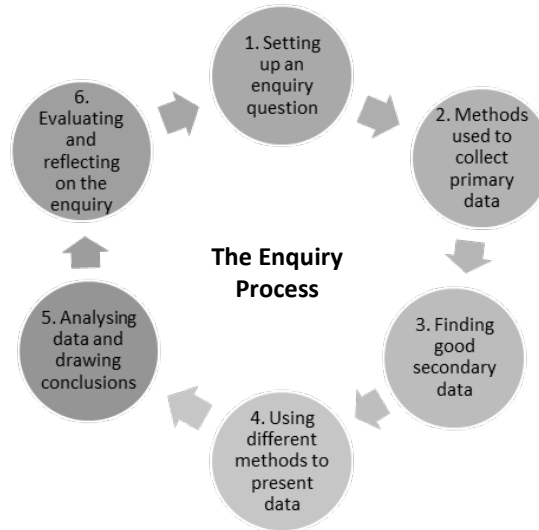 1. Setting
up an
enquiry
question
2. Methods
used to
collect
primary
data
3. Finding
good
secondary
data
4. Using
different
methods to
present
data
5. Analysing
data and
drawing
conclusions
6.
Evaluating
and
reflecting
on the
enquiry
The Enquiry
Process